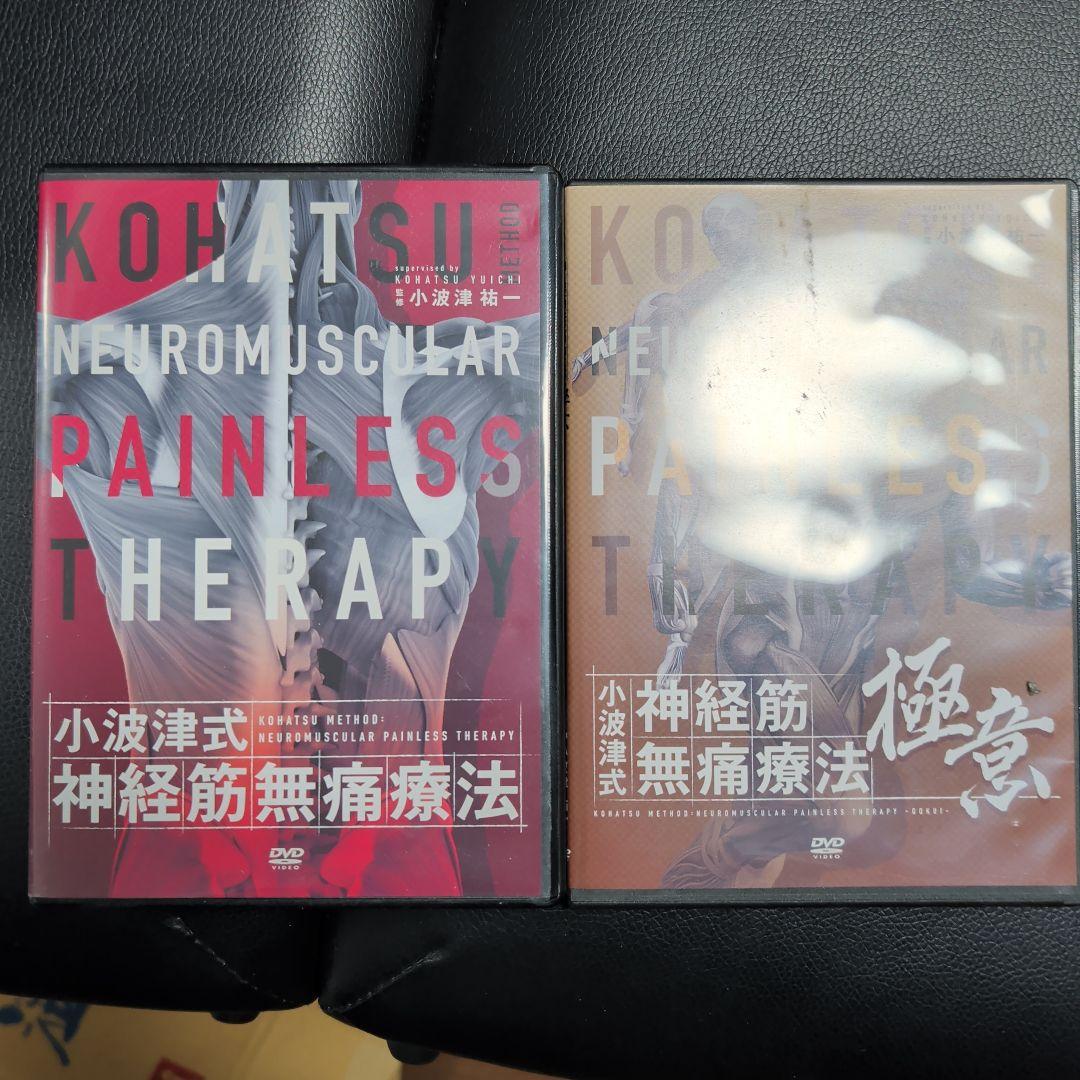 KOHATSU
METHOD
supervised by
KOHATSU YUICHI
監修 小波津 祐一
NEUROMUSCULAR
PAINLESS
THERAPY
小波津式
KOHATSU METHOD:
NEUROMUSCULAR PAINLESS THERAPY
神経筋無痛療法
DVD
VIDEO
KO
NEU
LAR
PAINLESS
THERAPY
小波津式
神経筋
無痛療法
極意
KOHATSU METHOD:NEUROMUSCULAR PAINLESS THERAPY -GOKUI-
DVD
VIDEO